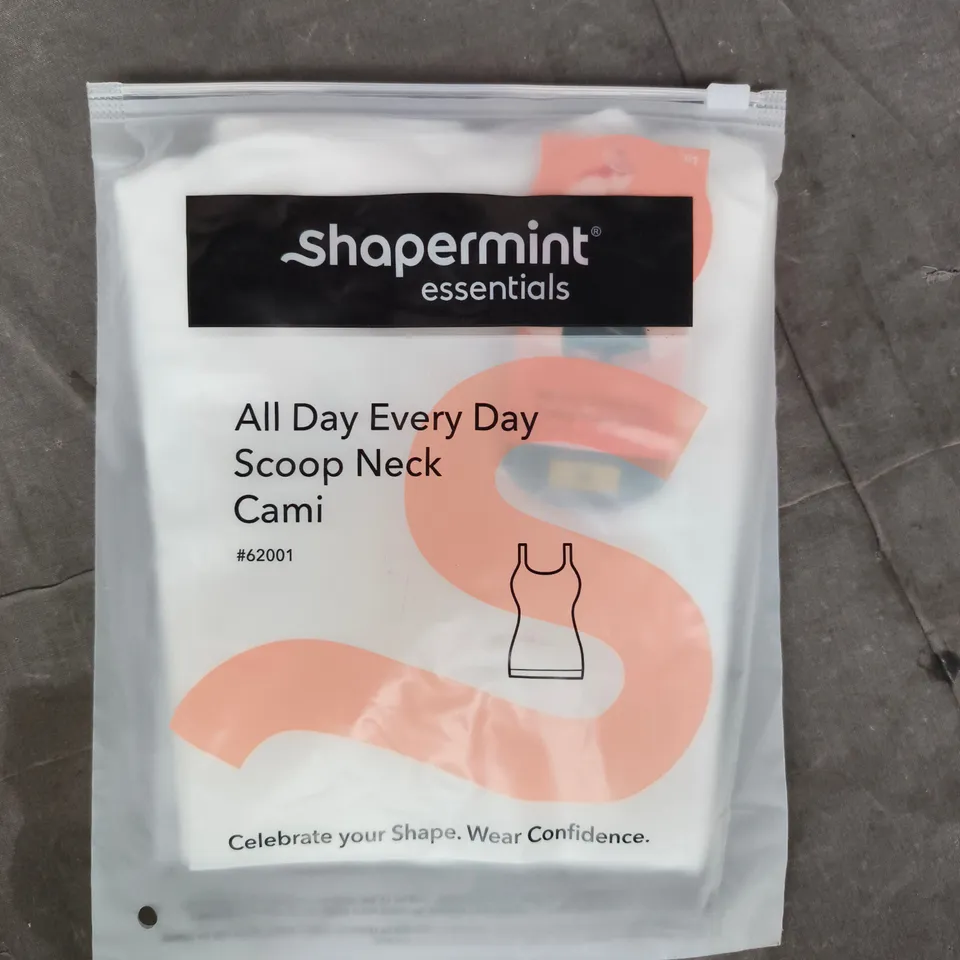 Shapermint®
essentials
All Day Every Day
Scoop Neck
Cami
#62001
Celebrate your Shape. Wear Confidence.